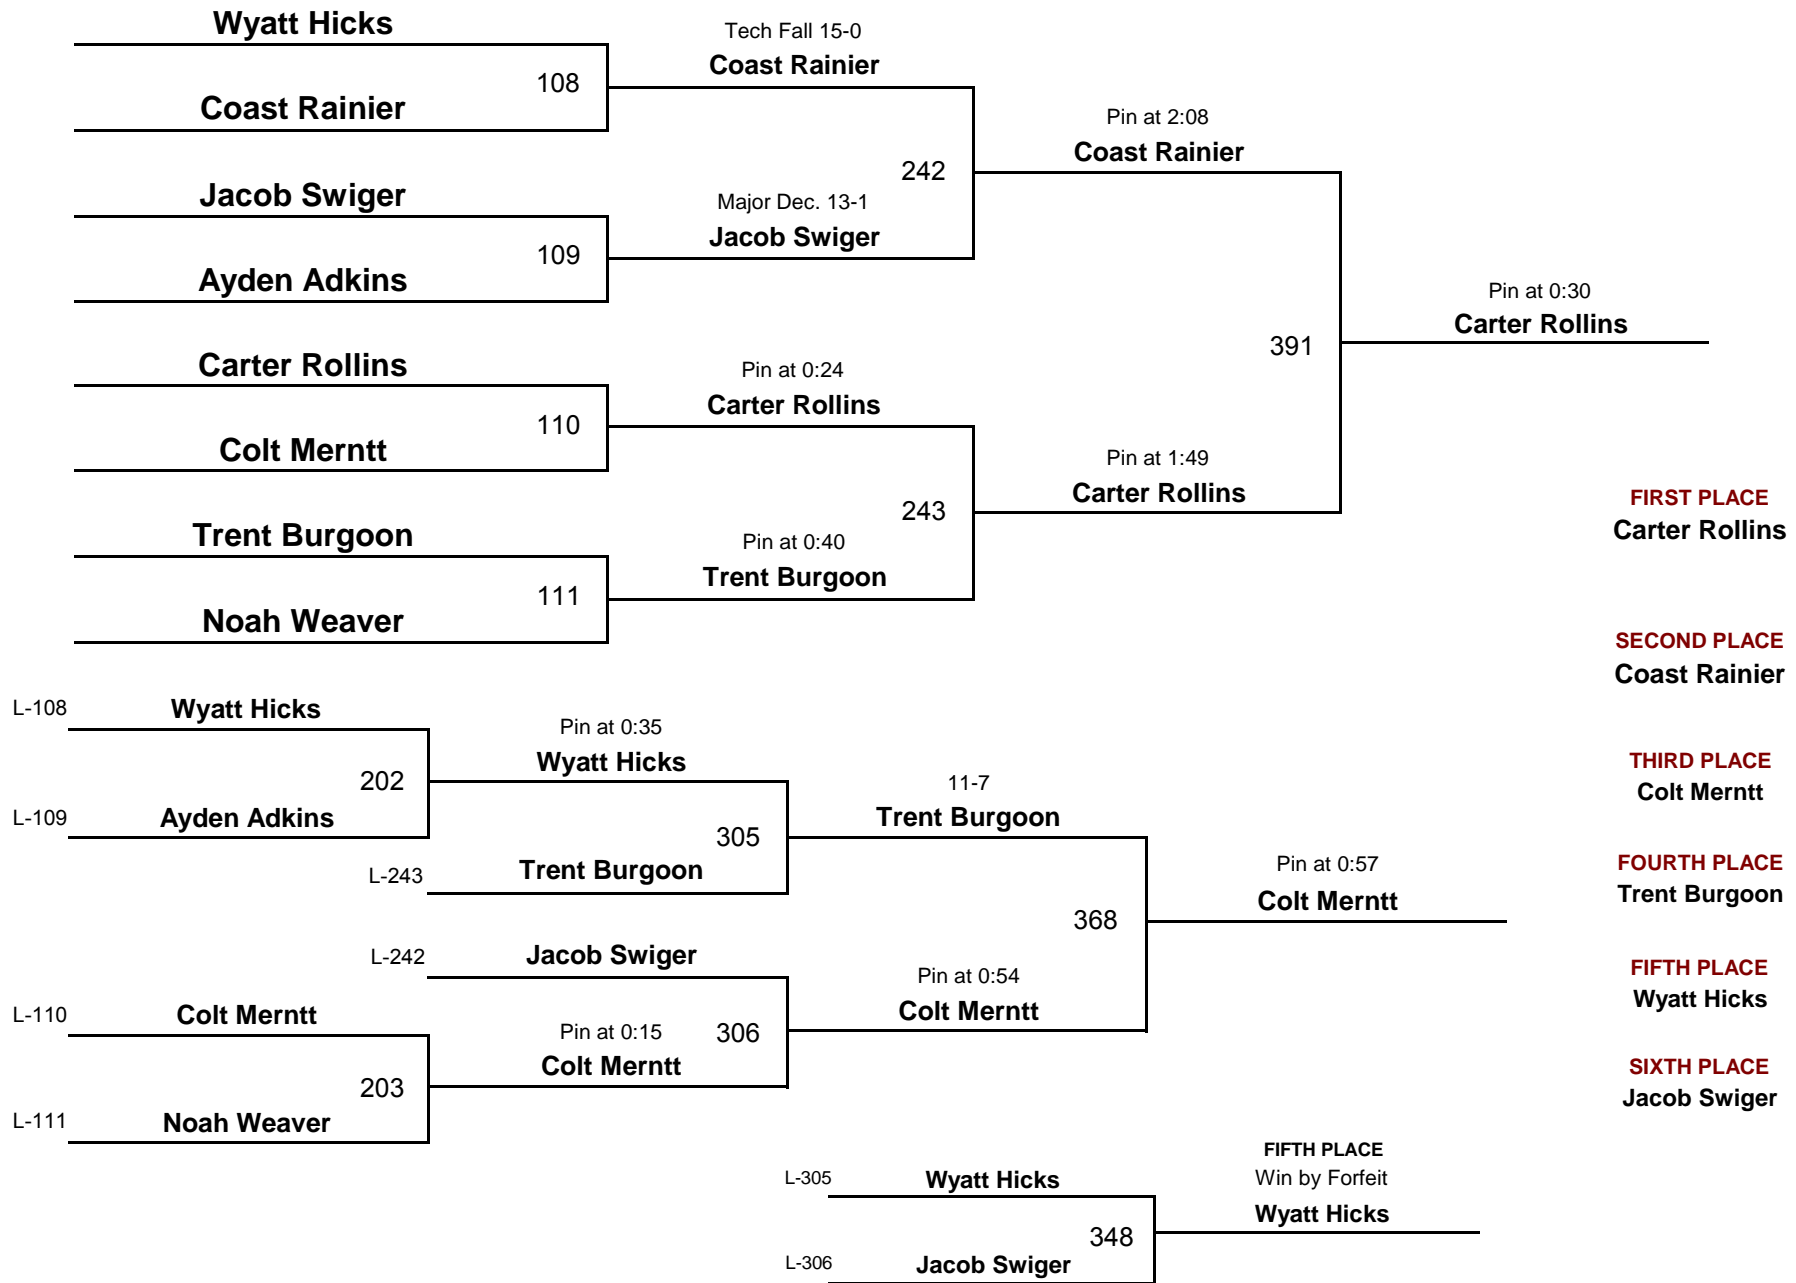 Wyatt Hicks
Tech Fall 15-0
Coast Rainier
108
Coast Rainier
Pin at 2:08
Coast Rainier
242
Jacob Swiger
Major Dec. 13-1
Jacob Swiger
109
Ayden Adkins
Pin at 0:30
Carter Rollins
391
Carter Rollins
Pin at 0:24
Carter Rollins
110
Colt Merntt
Pin at 1:49
Carter Rollins
243
Trent Burgoon
Pin at 0:40
Trent Burgoon
111
Noah Weaver
FIRST PLACE
Carter Rollins
SECOND PLACE
Coast Rainier
THIRD PLACE
Colt Merntt
FOURTH PLACE
Trent Burgoon
FIFTH PLACE
Wyatt Hicks
SIXTH PLACE
Jacob Swiger
L-108 Wyatt Hicks
Pin at 0:35
Wyatt Hicks
202
L-109 Ayden Adkins
11-7
Trent Burgoon
305
L-243 Trent Burgoon
Pin at 0:57
Colt Merntt
368
L-242 Jacob Swiger
Pin at 0:54
Colt Merntt
L-110 Colt Merntt
Pin at 0:15
306
Colt Merntt
203
L-111 Noah Weaver
FIFTH PLACE
L-305 Wyatt Hicks
Win by Forfeit
Wyatt Hicks
348
L-306 Jacob Swiger